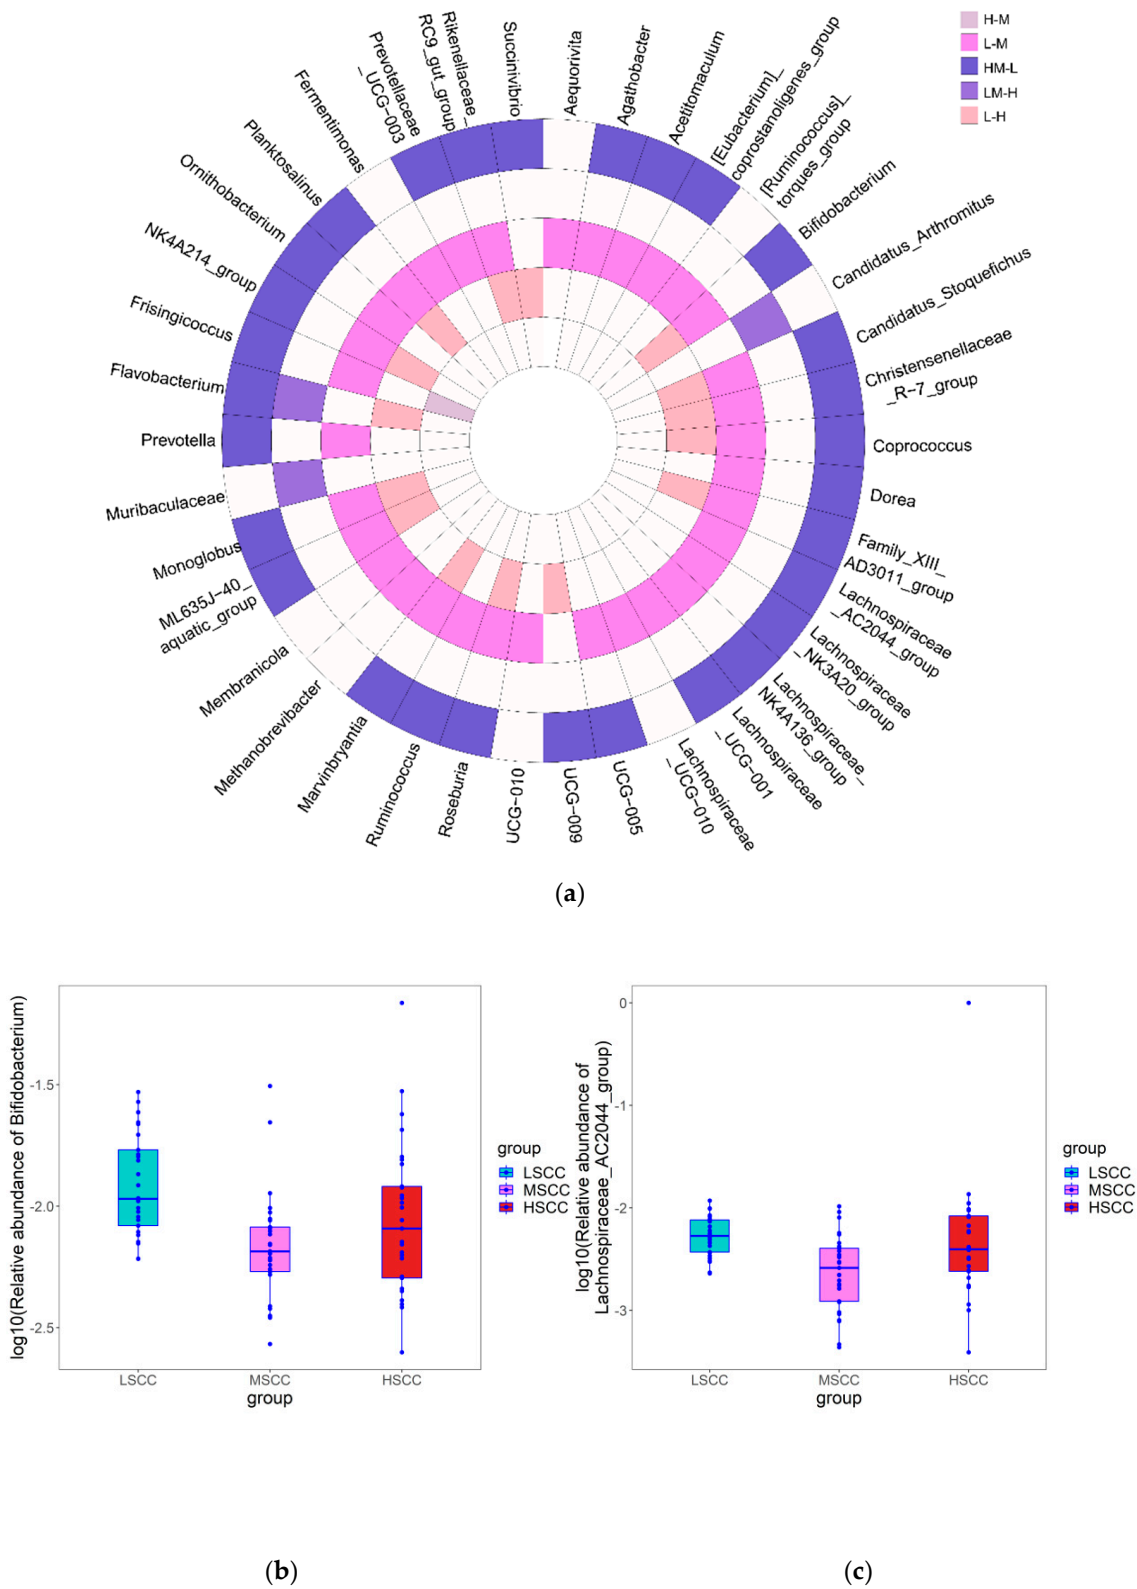 H-M
L-M
HM-L
LM-H
L-H
Aequorivita
Agathobacter
Acetitomaculum
[Eubacterium]_
coprostanoligenes_group
[Ruminococcus]_
torques_group
Bifidobacterium
Candidatus_Arthromitus
Candidatus_Stoquefichus
Christensenellaceae
_R−7_group
Coprococcus
Dorea
Family_XIII_
AD3011_group
Lachnospiraceae
_AC2044_group
Lachnospiraceae
_NK3A20_group
Lachnospiraceae_
NK4A136_group
Lachnospiraceae
_UCG−001
Lachnospiraceae
_UCG−010
UCG−005
UCG−009
UCG−010
Roseburia
Ruminococcus
Marvinbryantia
Methanobrevibacter
Membranicola
ML635J−40_
aquatic_group
Monoglobus
Muribaculaceae
Prevotella
Flavobacterium
Frisingicoccus
NK4A214_group
Ornithobacterium
Planktosalinus
Fermentimonas
Prevotellaceae
_UCG−003
Rikenellaceae_
RC9_gut_group
Succinivibrio
(a)
log10(Relative abundance of Bifidobacterium)
-1.5
-2.0
-2.5
LSCC
MSCC
HSCC
group
group
LSCC
MSCC
HSCC
(b)
log10(Relative abundance of
Lachnospiraceae_AC2044_group)
0
-1
-2
-3
LSCC
MSCC
HSCC
group
group
LSCC
MSCC
HSCC
(c)